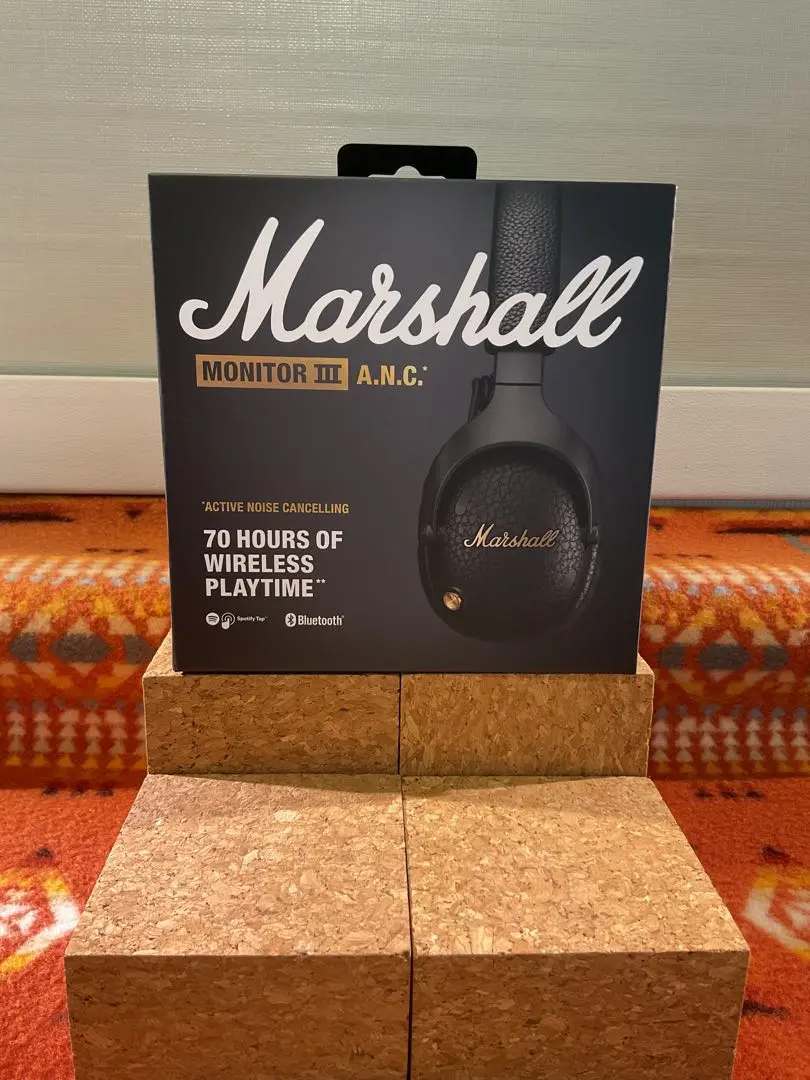 Marshall
MONITOR III A.N.C.*
*ACTIVE NOISE CANCELLING
70 HOURS OF
WIRELESS
PLAYTIME**
Spotify Tap™ Bluetooth®
Marshall